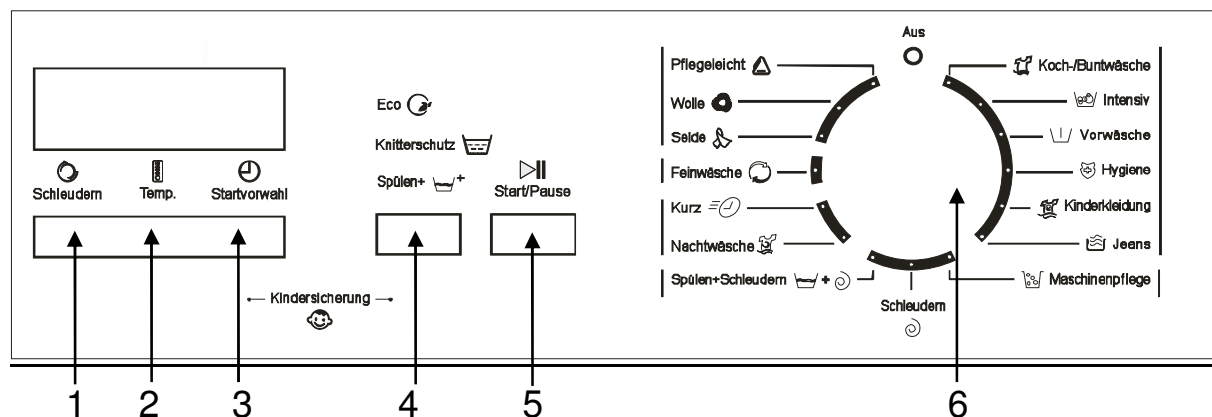 Aus
Pflegeleicht
Wolle
Seide
Feinwäsche
Kurz
Nachtwäsche
Spülen+Schleudern +
Schleudern
Koch-/Buntwäsche
Intensiv
Vorwäsche
Hygiene
Kinderkleidung
Jeans
Maschinenpflege
Eco
Knitterschutz
Spülen+ +
Start/Pause
Schleudern
Temp.
Startvorwahl
Kindersicherung
1 2 3 4 5 6